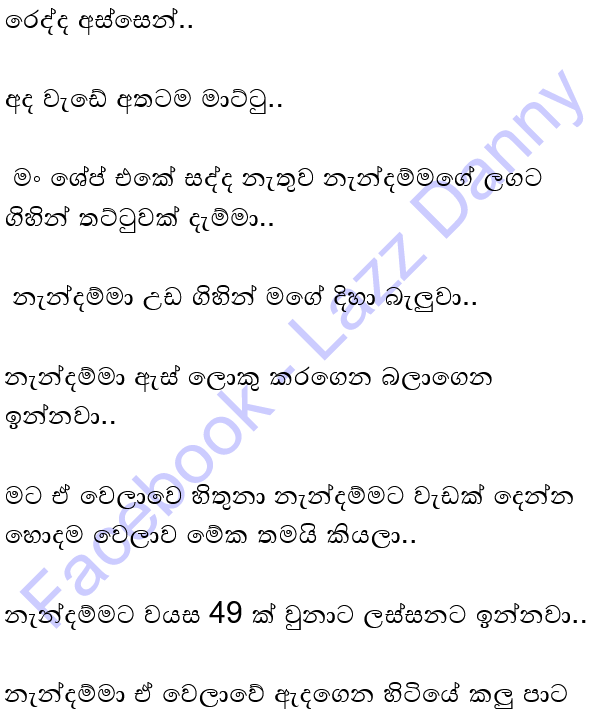 රෙද්ද අස්සෙන්..
අද වැඩේ අතටම මාට්ටු..
මං ශේප් එකේ සද්ද නැතුව නැන්දම්මගේ ලගට
ගිහින් තට්ටුවක් දැම්මා..
නැන්දම්මා උඩ ගිහින් මගේ දිහා බැලුවා..
නැන්දම්මා ඇස් ලොකු කරගෙන බලාගෙන
ඉන්නවා..
මට ඒ වෙලාවෙ හිතුනා නැන්දම්මට වැඩක් දෙන්න
හොදම වෙලාව මේක තමයි කියලා..
නැන්දම්මට වයස 49 ක් වුනාට ලස්සනට ඉන්නවා..
නැන්දම්මා ඒ වෙලාවේ ඇදගෙන හිටියේ කලු පාට
Facebook - Lazz Danny